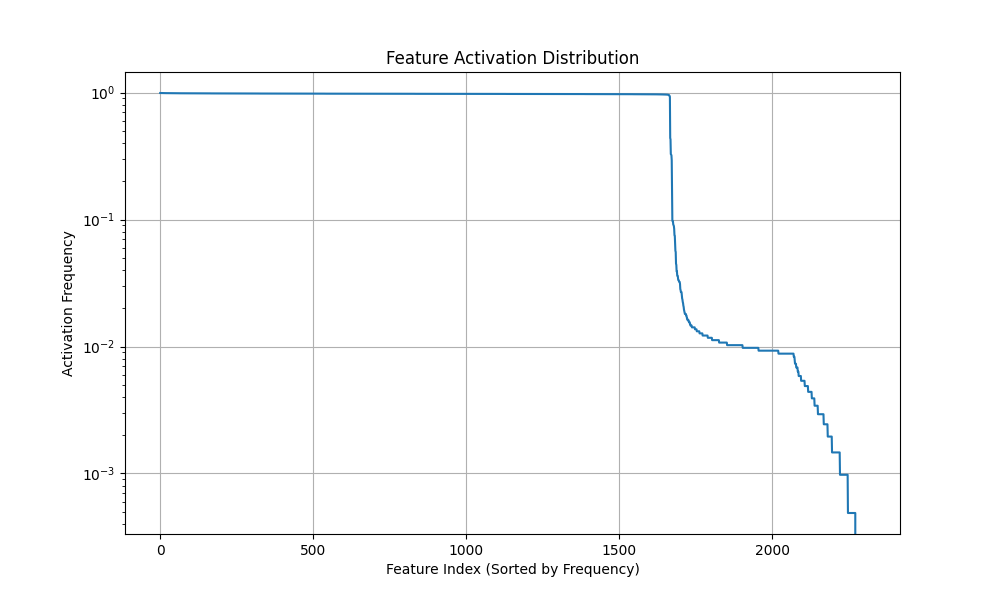 Feature Activation Distribution
Activation Frequency
10⁰
10⁻¹
10⁻²
10⁻³
0 500 1000 1500 2000
Feature Index (Sorted by Frequency)